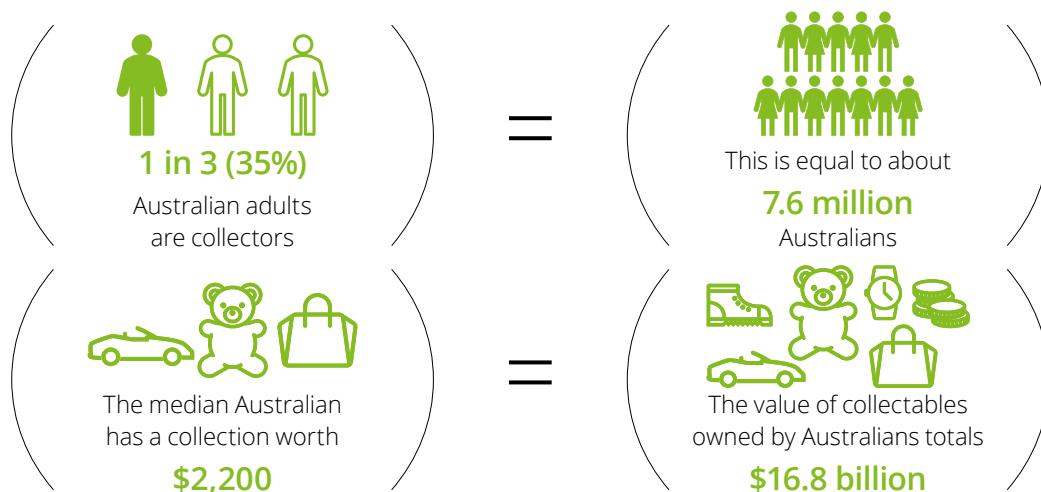 1 in 3 (35%)
Australian adults
are collectors
=
This is equal to about
7.6 million
Australians
The median Australian
has a collection worth
$2,200
=
The value of collectables
owned by Australians totals
$16.8 billion